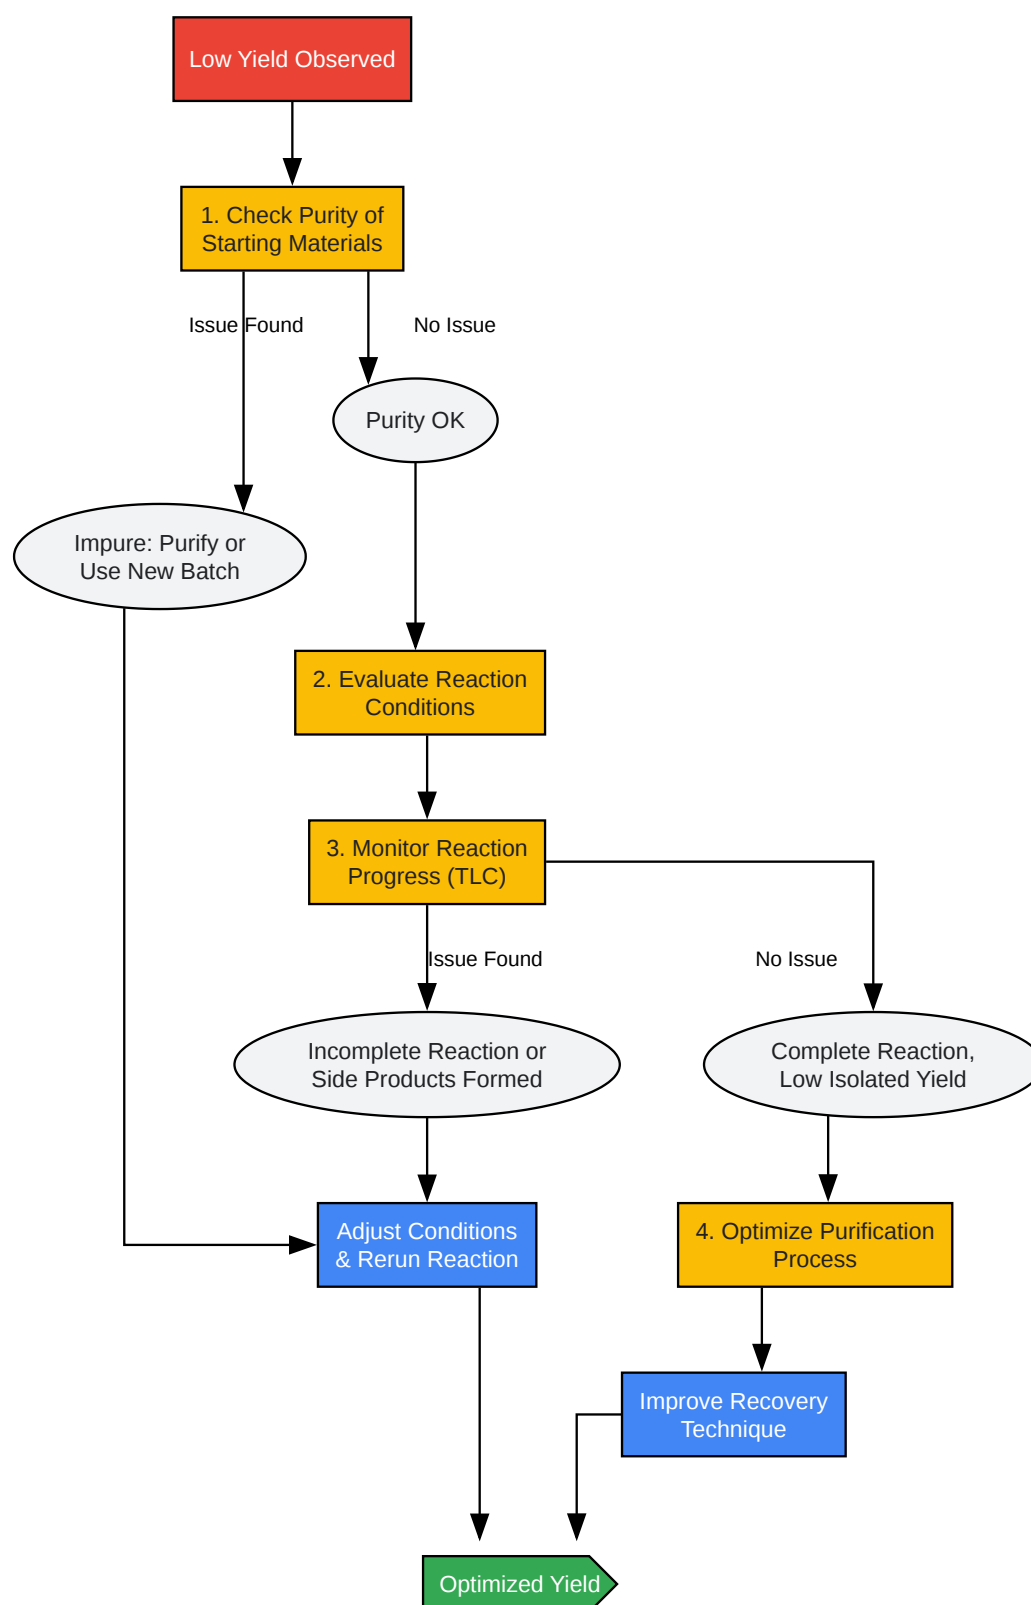 Low Yield Observed
1. Check Purity of
Starting Materials
Issue Found
No Issue
Purity OK
Impure: Purify or
Use New Batch
2. Evaluate Reaction
Conditions
3. Monitor Reaction
Progress (TLC)
Issue Found
No Issue
Incomplete Reaction or
Side Products Formed
Complete Reaction,
Low Isolated Yield
Adjust Conditions
& Rerun Reaction
4. Optimize Purification
Process
Improve Recovery
Technique
Optimized Yield